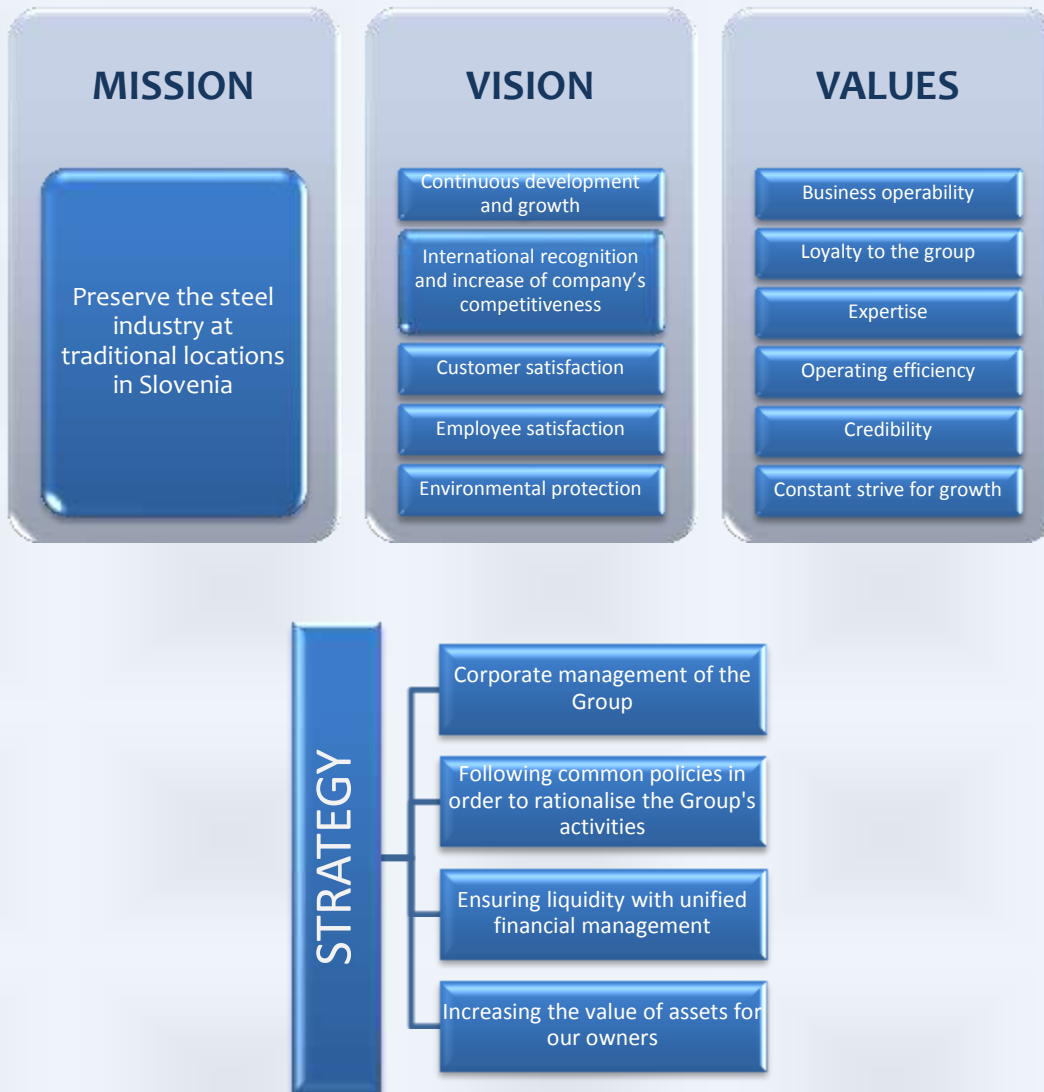 MISSION
Preserve the steel
industry at
traditional locations
in Slovenia
VISION
Continuous development
and growth
International recognition
and increase of company's
competitiveness
Customer satisfaction
Employee satisfaction
Environmental protection
VALUES
Business operability
Loyalty to the group
Expertise
Operating efficiency
Credibility
Constant strive for growth
STRATEGY
Corporate management of the
Group
Following common policies in
order to rationalise the Group's
activities
Ensuring liquidity with unified
financial management
Increasing the value of assets for
our owners